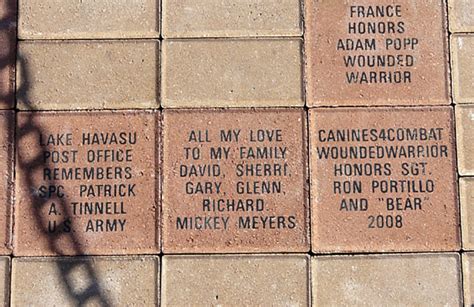 FRANCE
HONORS
ADAM POPP
WOUNDED
WARRIOR
LAKE HAVASU
POST OFFICE
REMEMBERS
SPC. PATRICK
A. TINNELL
U.S. ARMY
ALL MY LOVE
TO MY FAMILY
DAVID, SHERRI,
GARY, GLENN,
RICHARD
MICKEY MEYERS
CANINES4COMBAT
WOUNDEDWARRIOR
HONORS SGT.
RON PORTILLO
AND "BEAR"
2008